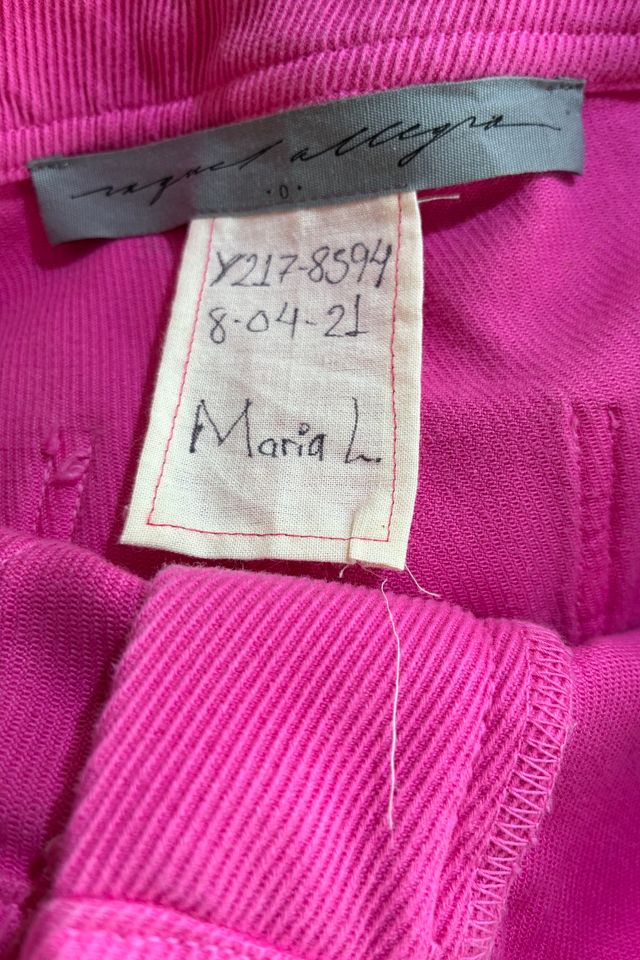 raquel allegra
.0.
Y217-8594
8-04-21
Maria L.